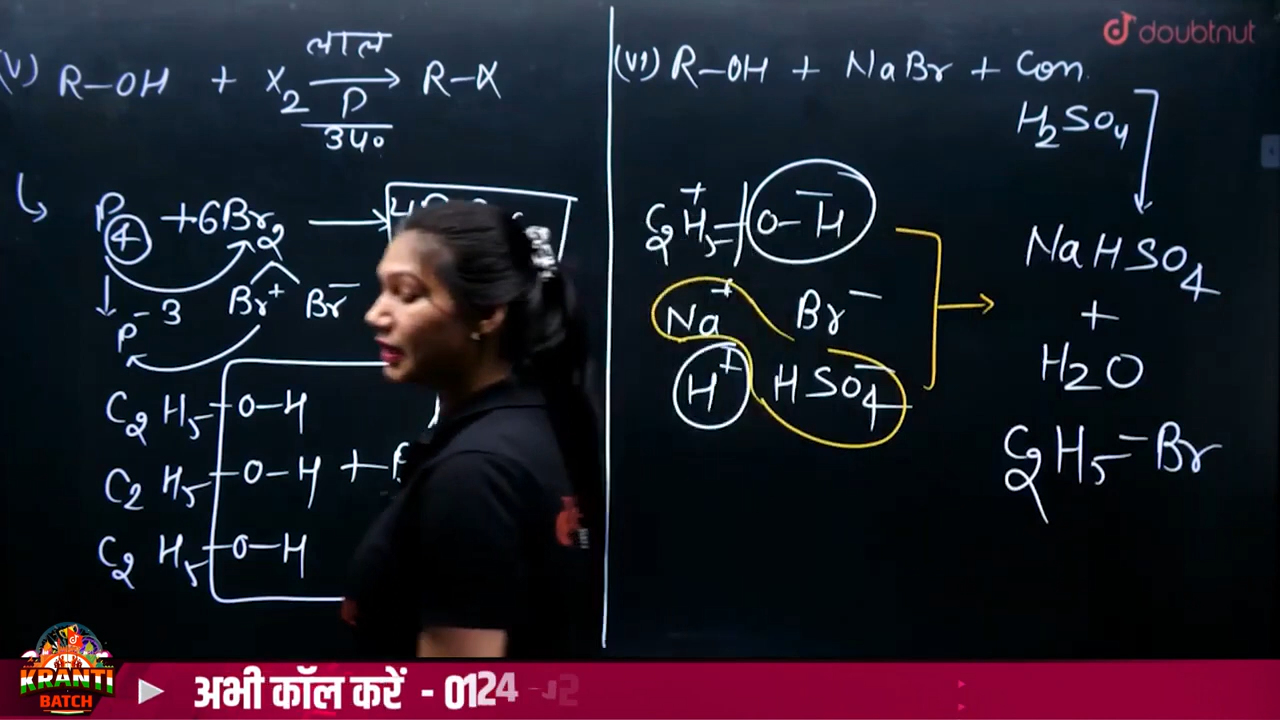 doubtnut
(V) R-OH + X₂ → R-X
लाल
P
340
↳ P₄ + 6Br₂ →
Br⁺ Br⁻
↓
P⁻³
C₂H₅-O-H
C₂H₅-O-H +
C₂H₅-O-H
(VI) R-OH + NaBr + Con.
H₂SO₄
C₂H₅⁺ O-H⁻
Na⁺ Br⁻
H⁺ HSO₄⁻
NaHSO₄
+
H₂O
C₂H₅-Br
KRANTI
BATCH
अभी कॉल करें - 0124